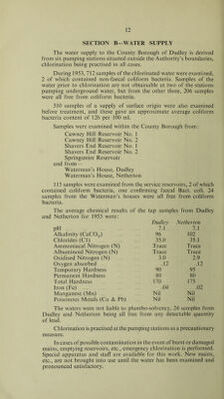 12
SECTION B—WATER SUPPLY
The water supply to the County Borough of Dudley is derived
from six pumping stations situated outside the Authority's boundaries,
chlorination being practised in all cases.
During 1953, 712 samples of the chlorinated water were examined,
2 of which contained non-faecal coliform bacteria. Samples of the
water prior to chlorination are not obtainable at two of the stations
pumping underground water, but from the other three, 206 samples
were all free from coliform bacteria.
310 samples of a supply of surface origin were also examined
before treatment, and these gave an approximate average coliform
bacteria content of 126 per 100 ml.
Samples were examined within the County Borough from:
Cawney Hill Reservoir No. 1
Cawney Hill Reservoir No. 2
Shavers End Reservoir No. 1
Shavers End Reservoir No. 2
Springsmire Reservoir
and from—
Waterman's House, Dudley
Waterman's House, Netherton
115 samples were examined from the service reservoirs, 2 of which
contained coliform bacteria, one confirming faecal Bact. coli. 24
samples from the Waterman's houses were all free from coliform
bacteria.
The average chemical results of the tap samples from Dudley
and Netherton for 1953 were:
Dudley Netherton
pH 7.1 7.1
Alkalinity (CaCO3) 96 102
Chlorides (Cl) 35.0 35.1
Ammoniacal Nitrogen (N) Trace Trace
Albuminoid Nitrogen (N) Trace Trace
Oxidised Nitrogen (N) 3.0 2.9
Oxygen absorbed .12 .12
Temporary Hardness 90 95
Permanent Hardness 80 80
Total Hardness 170 175
Iron (Fe) .04 .02
Manganese (Mn) Nil Nil
Poisonous Metals (Cu & Pb) Nil Nil
The waters were not liable to plumbo-solvency, 26 samples from
Dudley and Netherton being all free from any detectable quantity
of lead.
Chlorination is practised at the pumping stations as a precautionary
measure.
In cases of possible contamination in the event of burst or damaged
mains, emptying reservoirs, etc., emergency chlorination is performed.
Special apparatus and staff are available for this work. New mains,
etc., are not brought into use until the water has been examined and
pronounced satisfactory.